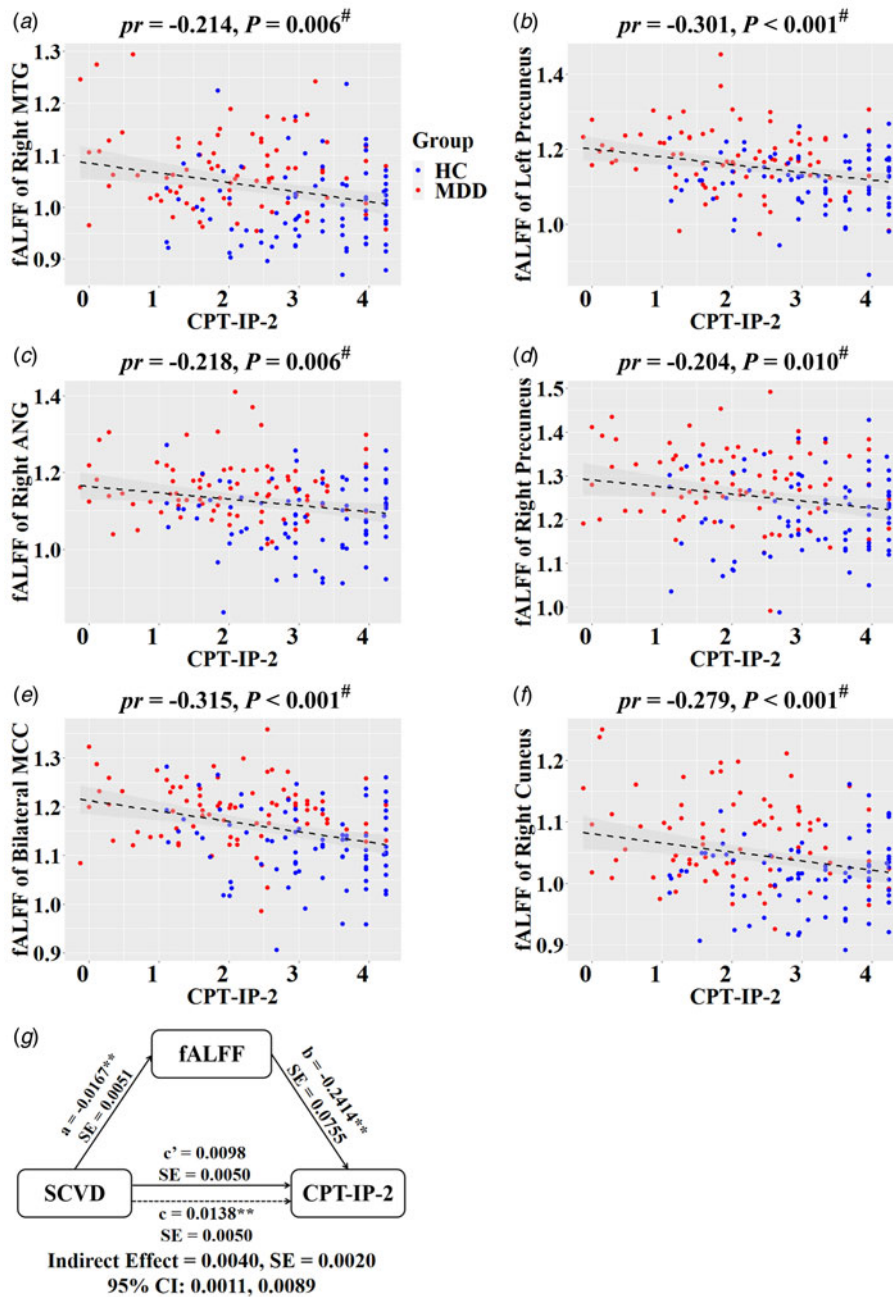 (a)
pr = -0.214, P = 0.006#
fALFF of Right MTG
1.3
1.2
1.1
1.0
0.9
0 1 2 3 4
CPT-IP-2
Group
HC
MDD
(b)
pr = -0.301, P < 0.001#
fALFF of Left Precuneus
1.4
1.2
1.0
0 1 2 3 4
CPT-IP-2
(c)
pr = -0.218, P = 0.006#
fALFF of Right ANG
1.4
1.2
1.0
0 1 2 3 4
CPT-IP-2
(d)
pr = -0.204, P = 0.010#
fALFF of Right Precuneus
1.5
1.4
1.3
1.2
1.1
1.0
0 1 2 3 4
CPT-IP-2
(e)
pr = -0.315, P < 0.001#
fALFF of Bilateral MCC
1.3
1.2
1.1
1.0
0.9
0 1 2 3 4
CPT-IP-2
(f)
pr = -0.279, P < 0.001#
fALFF of Right Cuneus
1.2
1.1
1.0
0.9
0 1 2 3 4
CPT-IP-2
(g)
fALFF
a = -0.0167**
SE = 0.0051
b = -0.2414**
SE = 0.0755
c' = 0.0098
SE = 0.0050
SCVD
CPT-IP-2
c = 0.0138**
SE = 0.0050
Indirect Effect = 0.0040, SE = 0.0020
95% CI: 0.0011, 0.0089